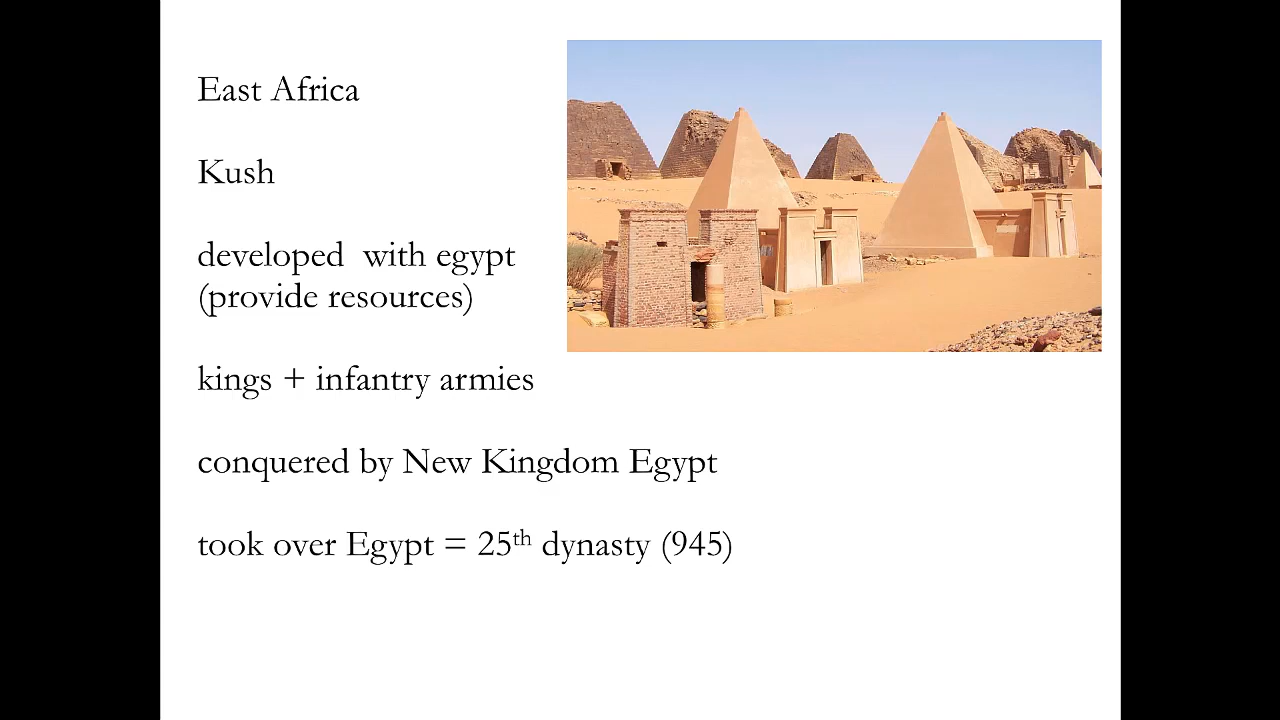 East Africa
Kush
developed  with egypt
(provide resources)
kings + infantry armies
conquered by New Kingdom Egypt
took over Egypt = 25th dynasty (945)